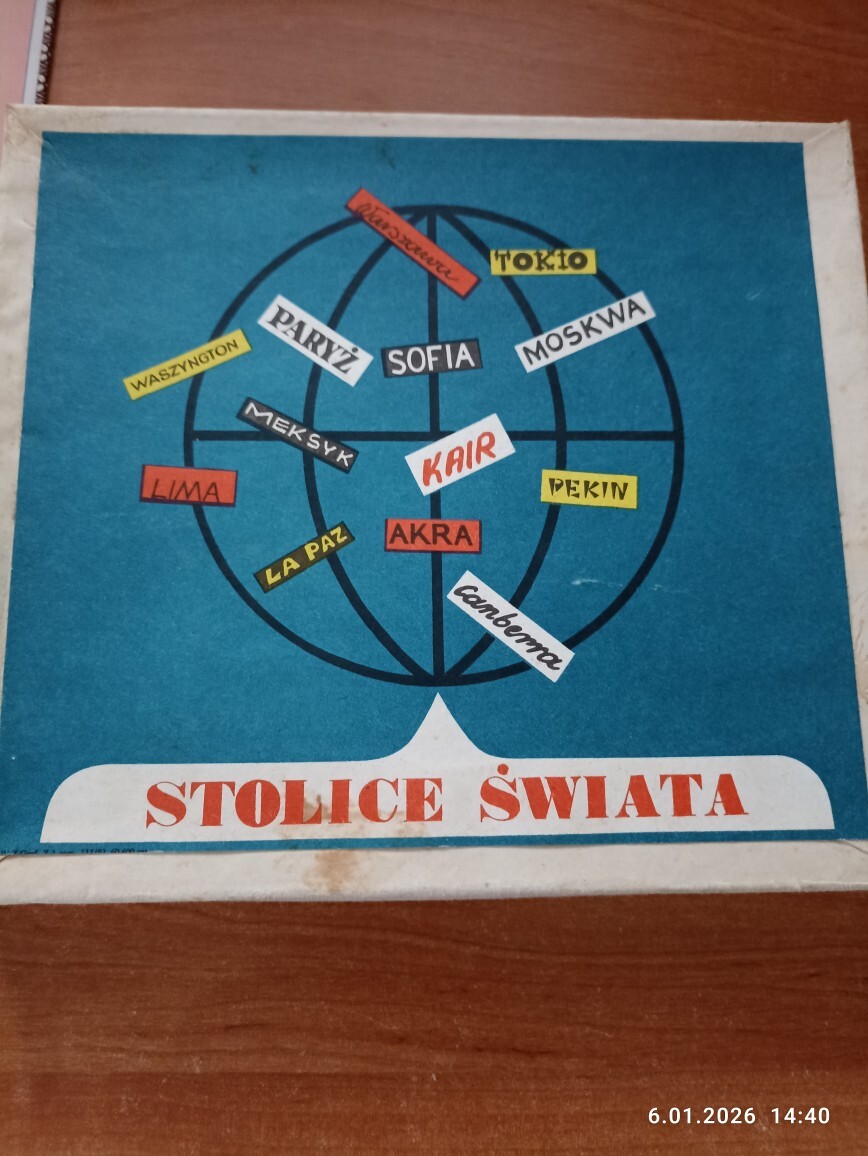 Warszawa
TOKIO
PARYŻ
SOFIA
MOSKWA
WASZYNGTON
MEKSYK
KAIR
LIMA
PEKIN
LA PAZ
AKRA
Canberra
STOLICE ŚWIATA
6.01.2026 14:40